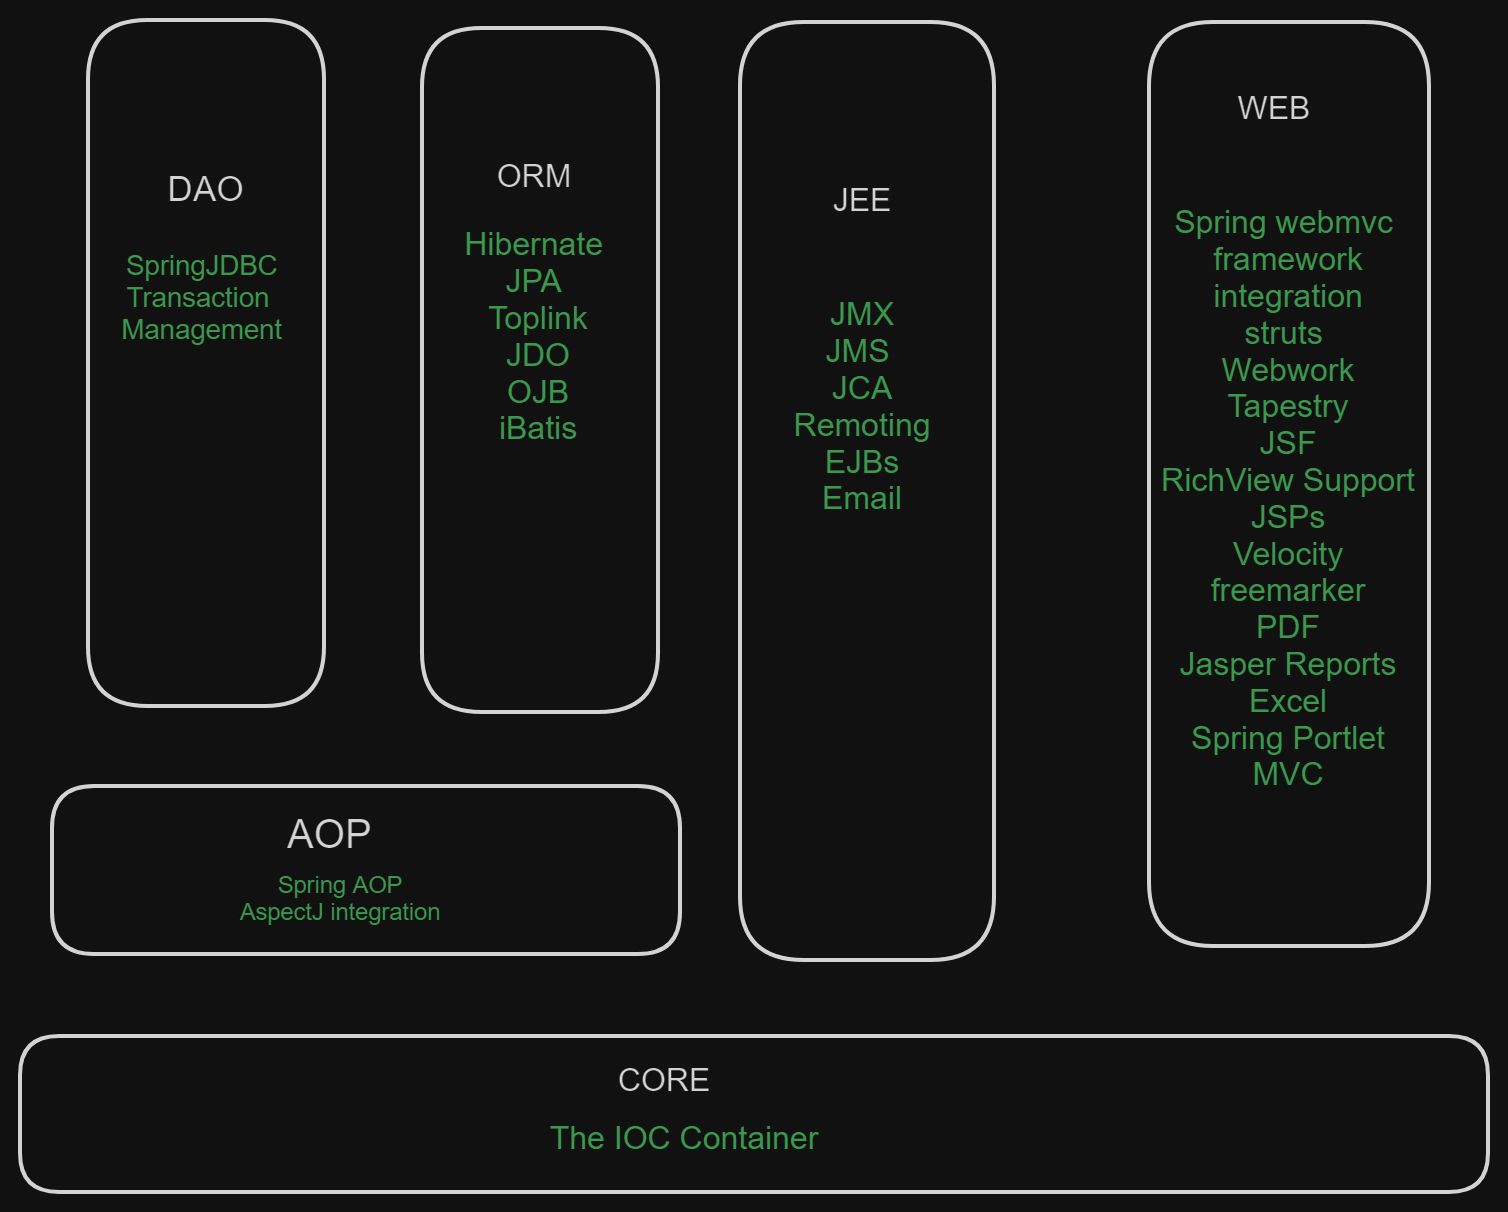 DAO
SpringJDBC
Transaction
Management
ORM
Hibernate
JPA
Toplink
JDO
OJB
iBatis
JEE
JMX
JMS
JCA
Remoting
EJBs
Email
WEB
Spring webmvc
framework
integration
struts
Webwork
Tapestry
JSF
RichView Support
JSPs
Velocity
freemarker
PDF
Jasper Reports
Excel
Spring Portlet
MVC
AOP
Spring AOP
AspectJ integration
CORE
The IOC Container